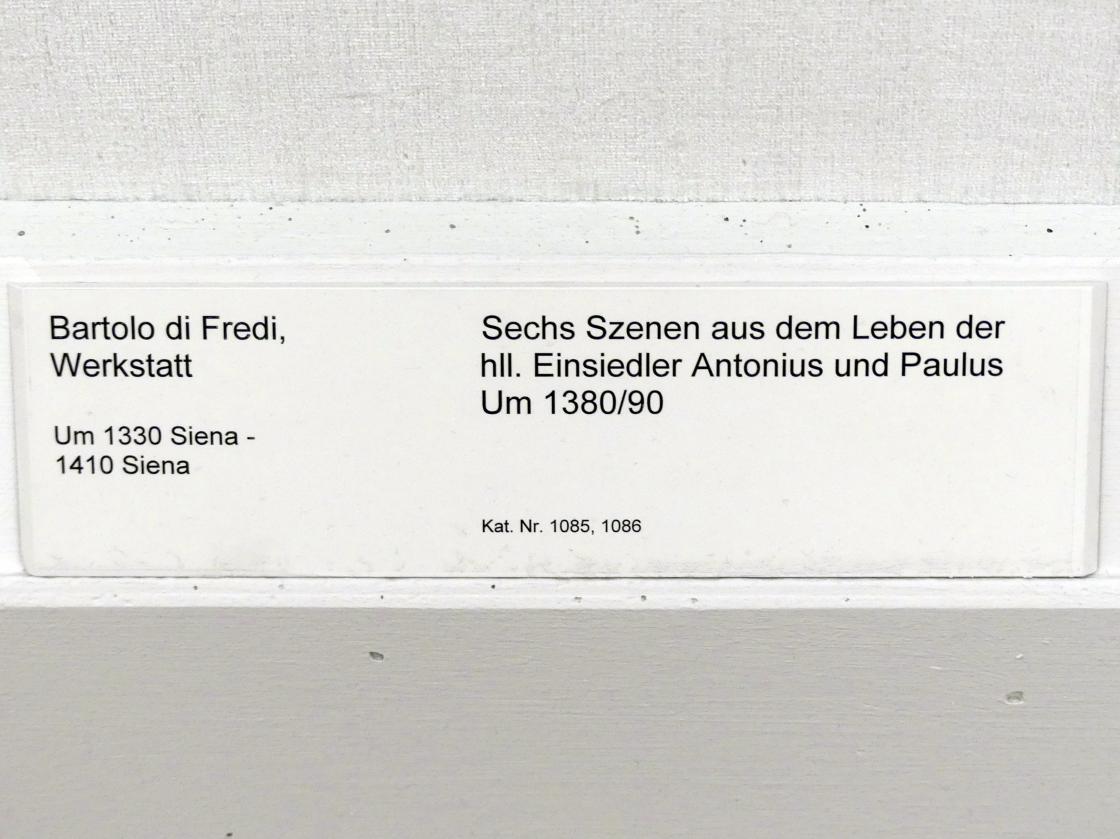 Bartolo di Fredi,
Werkstatt
Um 1330 Siena -
1410 Siena
Sechs Szenen aus dem Leben der
hll. Einsiedler Antonius und Paulus
Um 1380/90
Kat. Nr. 1085, 1086